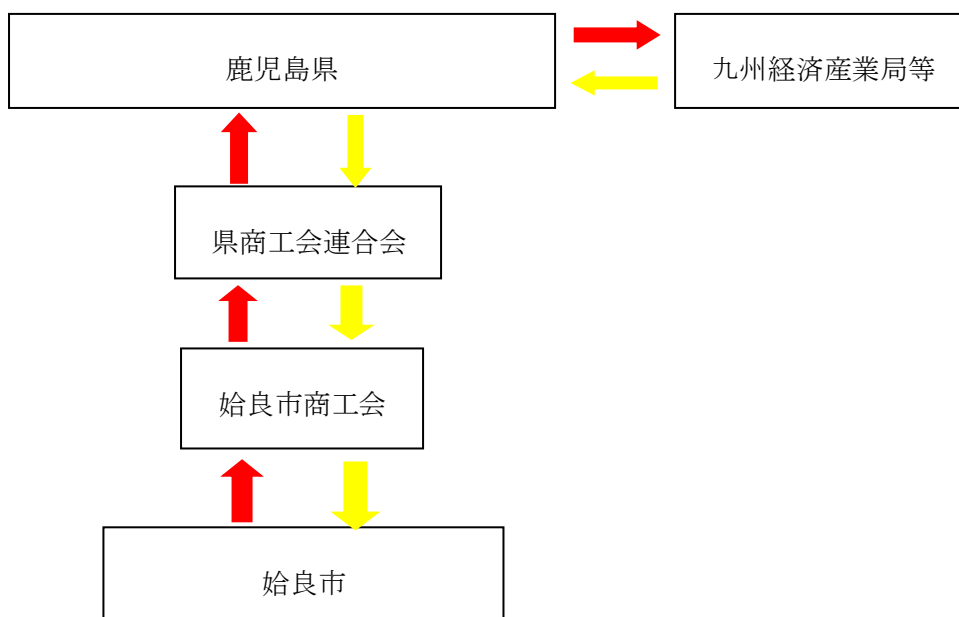 鹿児島県
九州経済産業局等
県商工会連合会
姶良市商工会
姶良市